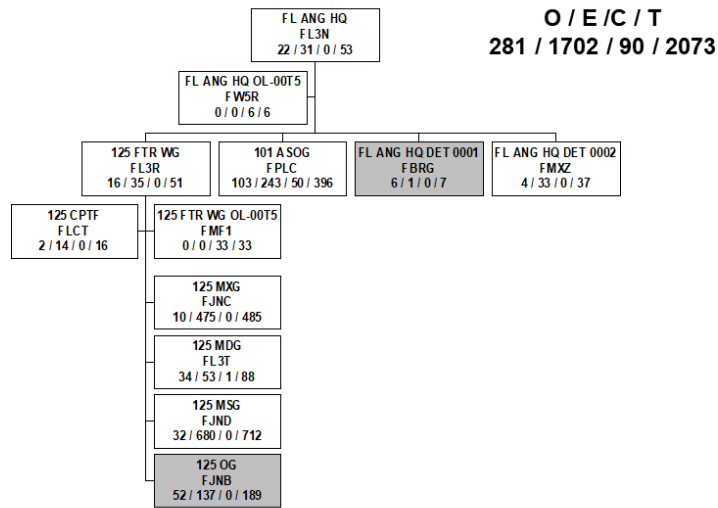 O / E /C / T
281 / 1702 / 90 / 2073
FL ANG HQ
FL3N
22 / 31 / 0 / 53
FL ANG HQ OL-00T5
FW5R
0 / 0 / 6 / 6
125 FTR WG
FL3R
16 / 35 / 0 / 51
101 ASOG
FPLC
103 / 243 / 50 / 396
FL ANG HQ DET 0001
FBRG
6 / 1 / 0 / 7
FL ANG HQ DET 0002
FMXZ
4 / 33 / 0 / 37
125 CPTF
FLCT
2 / 14 / 0 / 16
125 FTR WG OL-00T5
FMF1
0 / 0 / 33 / 33
125 MXG
FJNC
10 / 475 / 0 / 485
125 MDG
FL3T
34 / 53 / 1 / 88
125 MSG
FJND
32 / 680 / 0 / 712
125 OG
FJNB
52 / 137 / 0 / 189